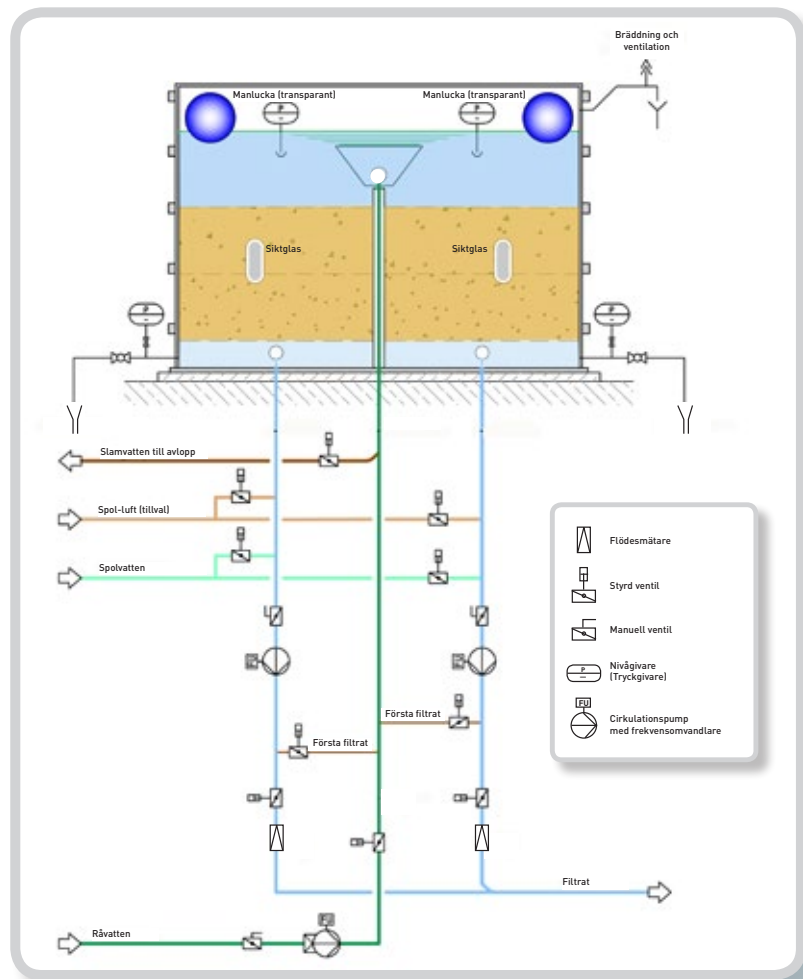 Bräddning och
ventilation
Manlucka (transparant)
Manlucka (transparant)
P
P
Siktglas
Siktglas
P
P
Slamvatten till avlopp
Spol-luft (tillval)
Spolvatten
Första filtrat
Första filtrat
Filtrat
Råvatten
FU
Flödesmätare
Styrd ventil
Manuell ventil
P
Nivågivare
(Tryckgivare)
FU
Cirkulationspump
med frekvensomvandlare